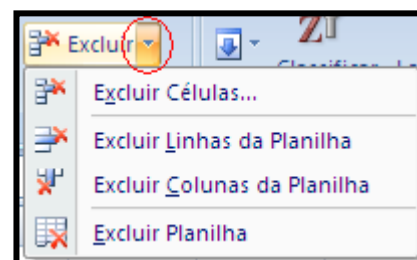 Excluir
Excluir Células...
Excluir Linhas da Planilha
Excluir Colunas da Planilha
Excluir Planilha